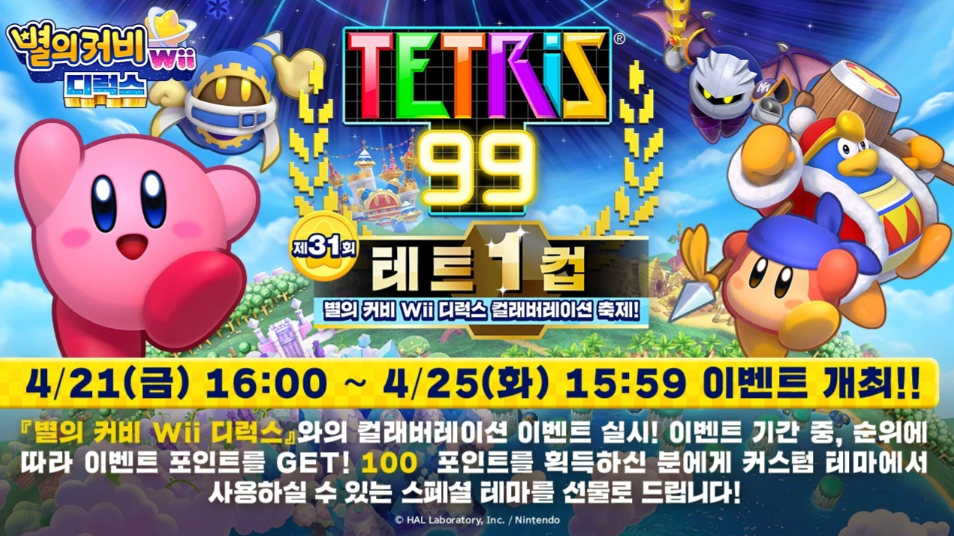 별의 커비 Wii
디럭스
TETRIS®
99
제31회
테트1컵
별의 커비 Wii 디럭스 컬래버레이션 축제!
4/21(금) 16:00 ~ 4/25(화) 15:59 이벤트 개최!!
『별의 커비 Wii 디럭스』와의 컬래버레이션 이벤트 실시! 이벤트 기간 중, 순위에
따라 이벤트 포인트를 GET! 100 포인트를 획득하신 분에게 커스텀 테마에서
사용하실 수 있는 스페셜 테마를 선물로 드립니다!
© HAL Laboratory, Inc. / Nintendo